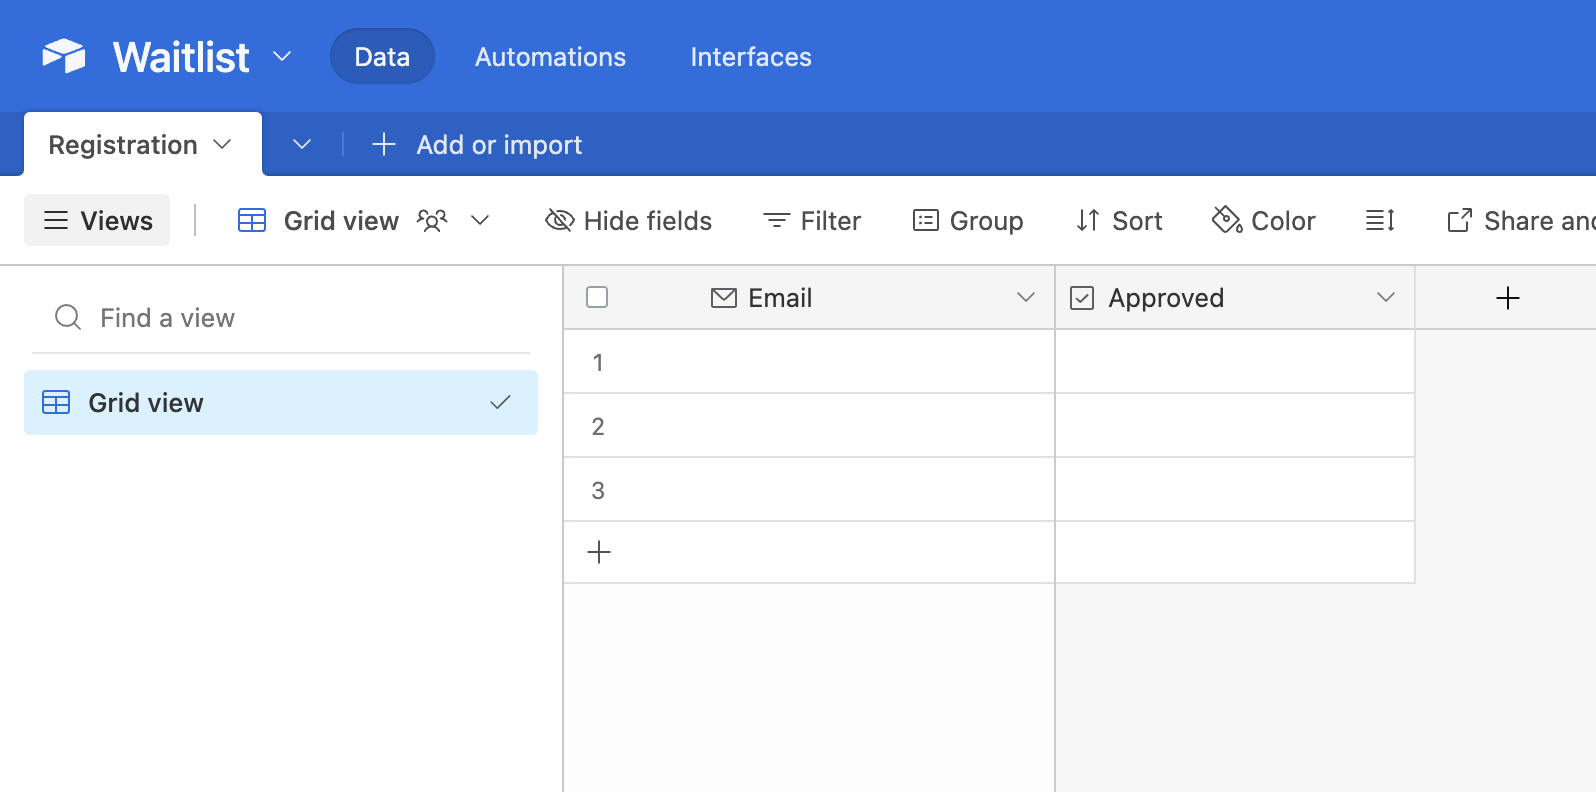 Waitlist Data Automations Interfaces
Registration Add or import
Views Grid view Hide fields Filter Group Sort Color Share and
Find a view
Grid view
Email Approved
1
2
3